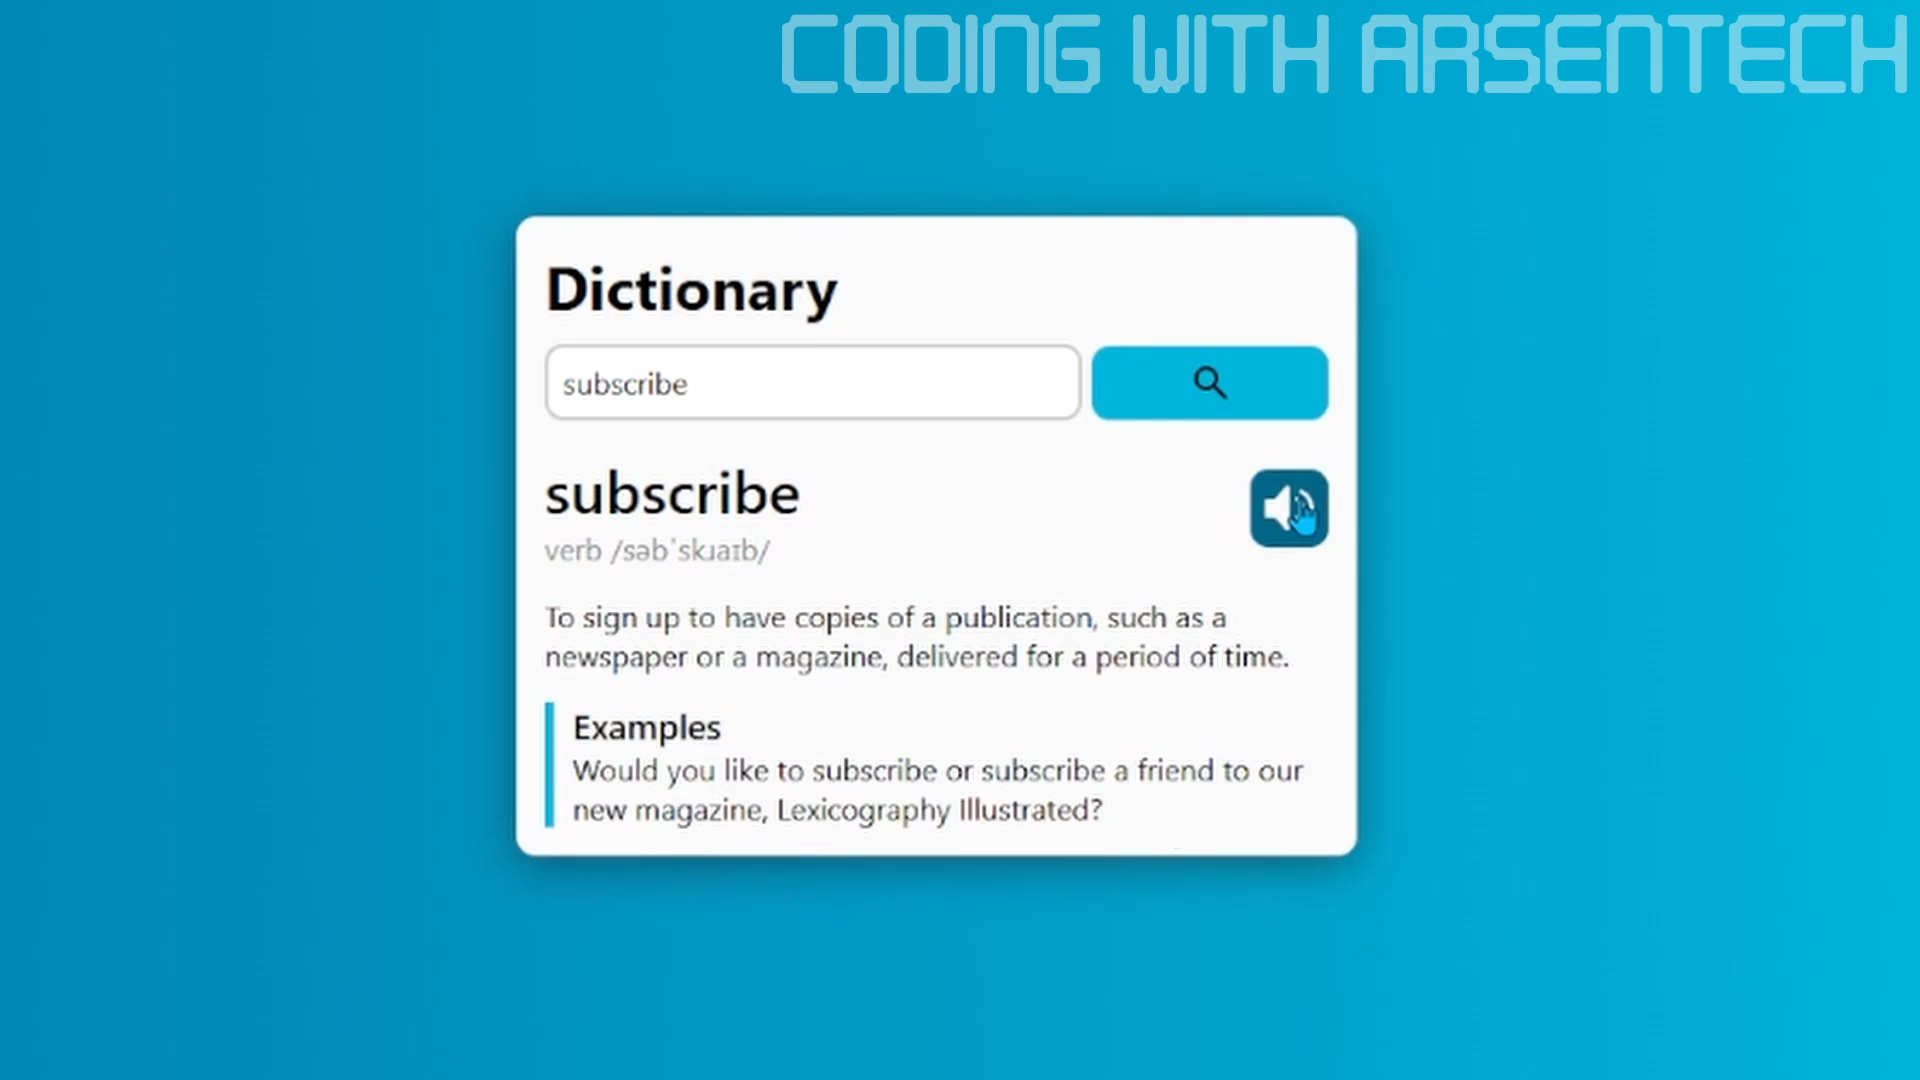 CODING WITH ARSENTECH
Dictionary
subscribe
subscribe
verb /səbˈskɹaɪb/
To sign up to have copies of a publication, such as a
newspaper or a magazine, delivered for a period of time.
Examples
Would you like to subscribe or subscribe a friend to our
new magazine, Lexicography Illustrated?